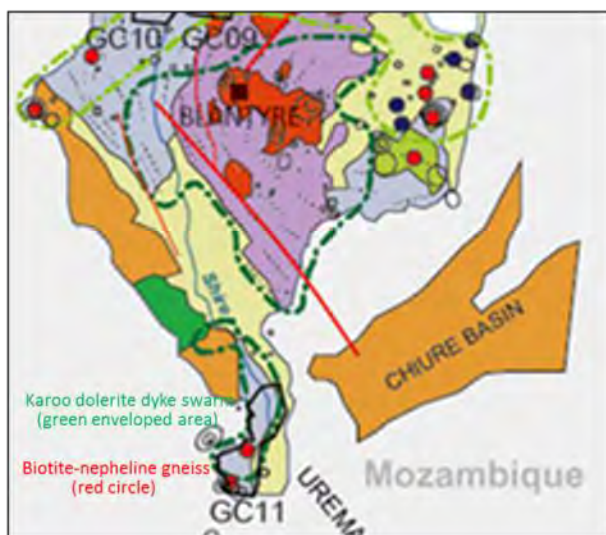 GC10
GC09
BLANTYRE
Shire
CHIURE BASIN
Karoo dolerite dyke swarm
(green enveloped area)
Biotite-nepheline gneiss
(red circle)
Mozambique
GC11
UREMA